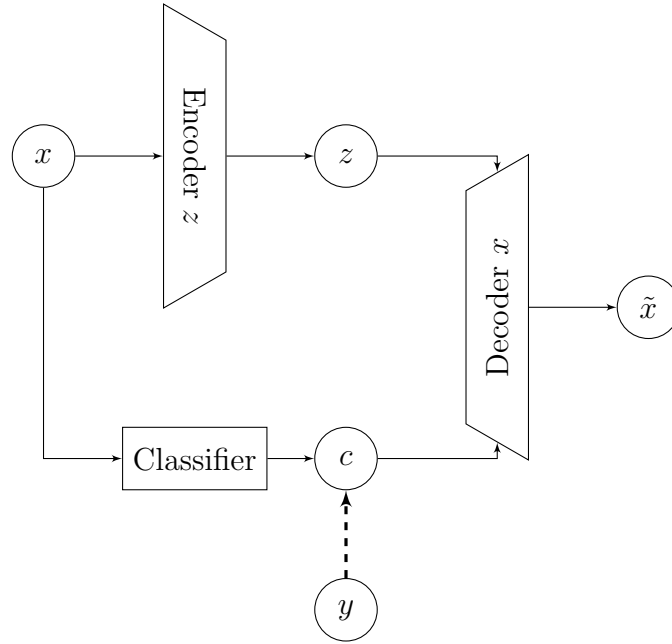 x
Encoder z
z
Decoder x
x̃
Classifier
c
y